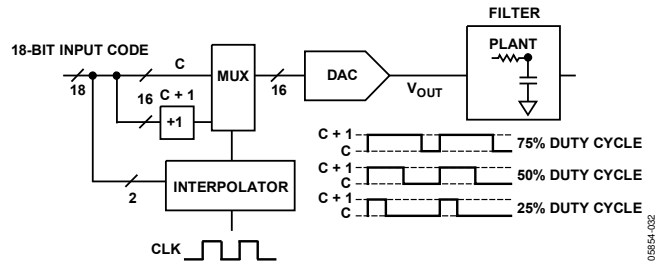 FILTER
18-BIT INPUT CODE
PLANT
C
MUX
DAC
18
16
VOUT
16
C + 1
+1
C + 1
C
75% DUTY CYCLE
C + 1
C
50% DUTY CYCLE
C + 1
C
25% DUTY CYCLE
2
INTERPOLATOR
CLK
05854-032